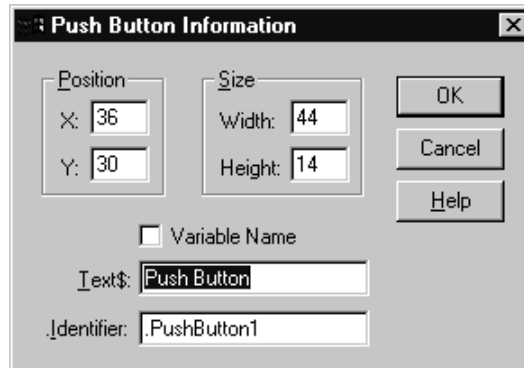 Push Button Information
Position
X: 36
Y: 30
Size
Width: 44
Height: 14
OK
Cancel
Help
Variable Name
Text$: Push Button
.Identifier: .PushButton1